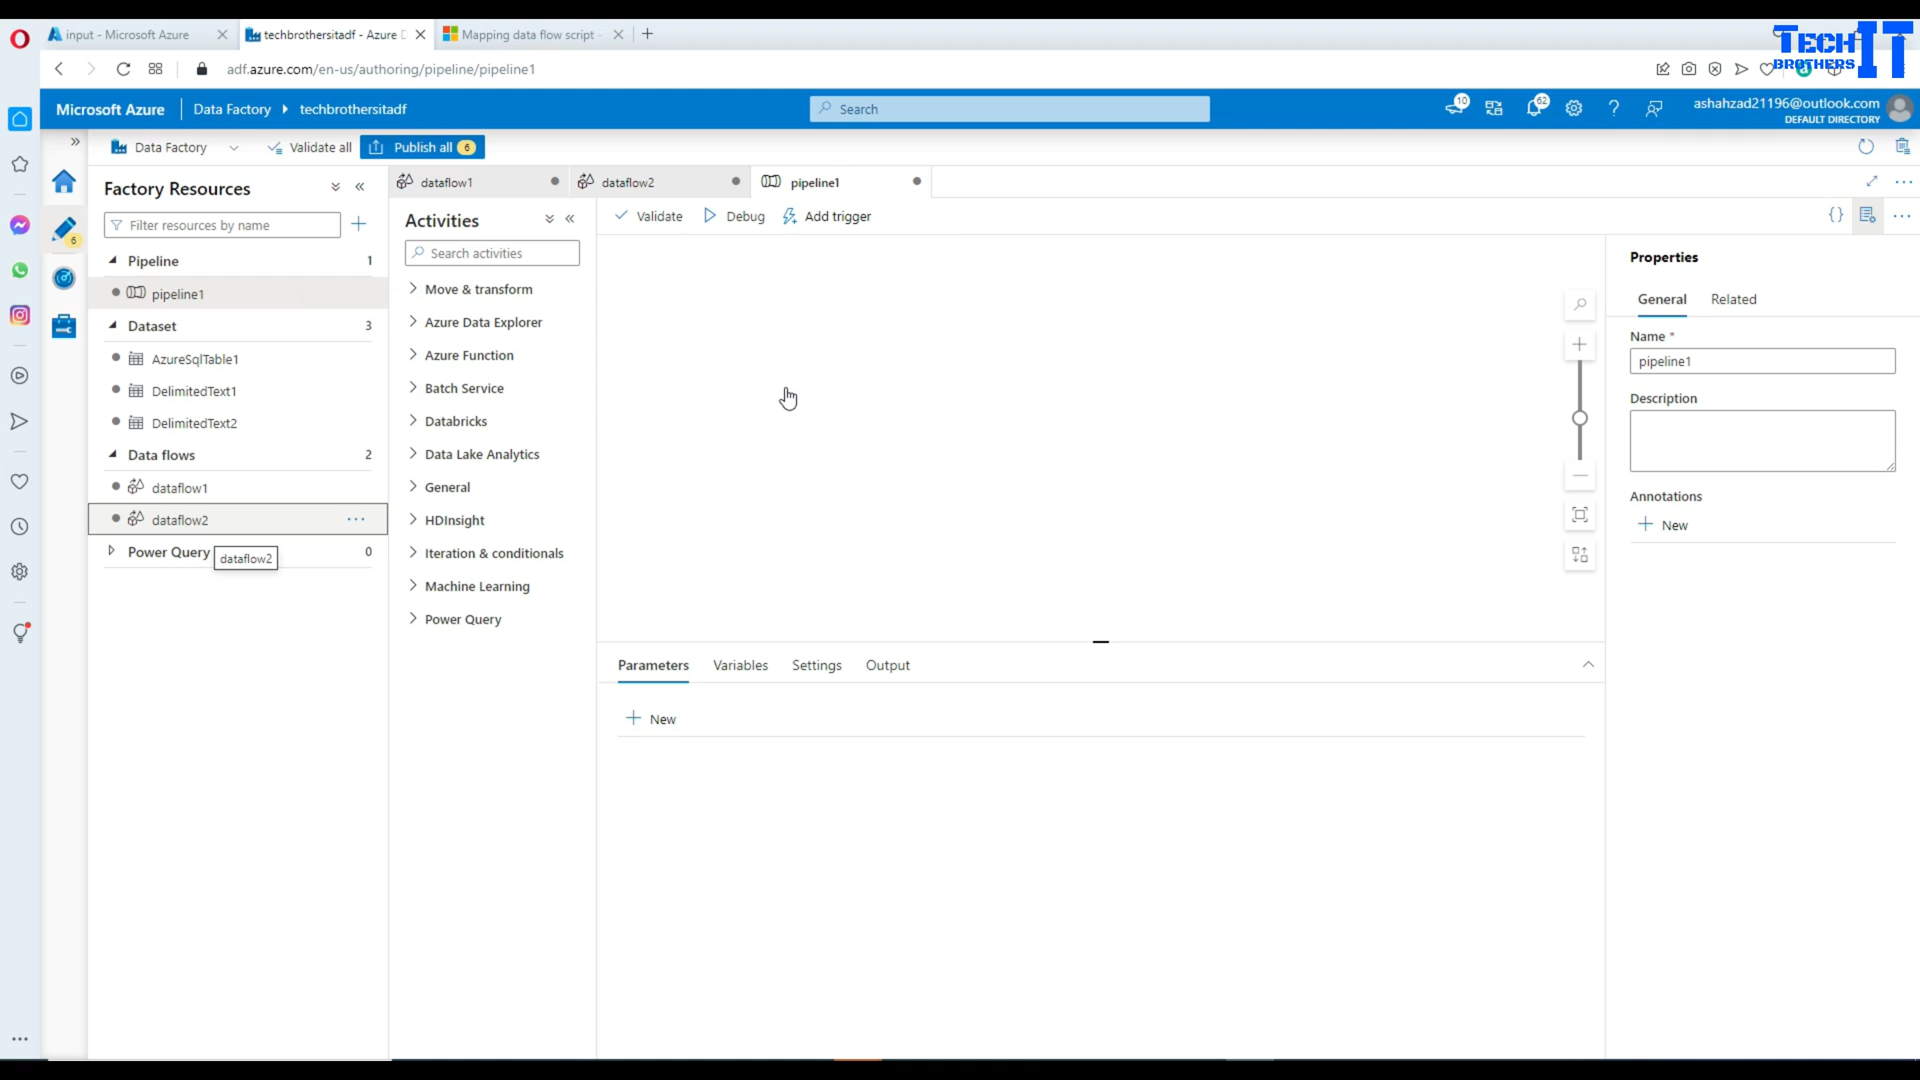 input - Microsoft Azure
techbrothersitadf - Azure D
Mapping data flow script -
TECH IT
BROTHERS
adf.azure.com/en-us/authoring/pipeline/pipeline1
Microsoft Azure
Data Factory
techbrothersitadf
Search
10
62
ashahzad21196@outlook.com
DEFAULT DIRECTORY
Data Factory
Validate all
Publish all 6
Factory Resources
dataflow1
dataflow2
pipeline1
Filter resources by name
6
Pipeline 1
pipeline1
Dataset 3
AzureSqlTable1
DelimitedText1
DelimitedText2
Data flows 2
dataflow1
dataflow2
Power Query 0
dataflow2
Activities
Search activities
Move & transform
Azure Data Explorer
Azure Function
Batch Service
Databricks
Data Lake Analytics
General
HDInsight
Iteration & conditionals
Machine Learning
Power Query
Validate
Debug
Add trigger
Parameters
Variables
Settings
Output
New
Properties
General
Related
Name *
pipeline1
Description
Annotations
New